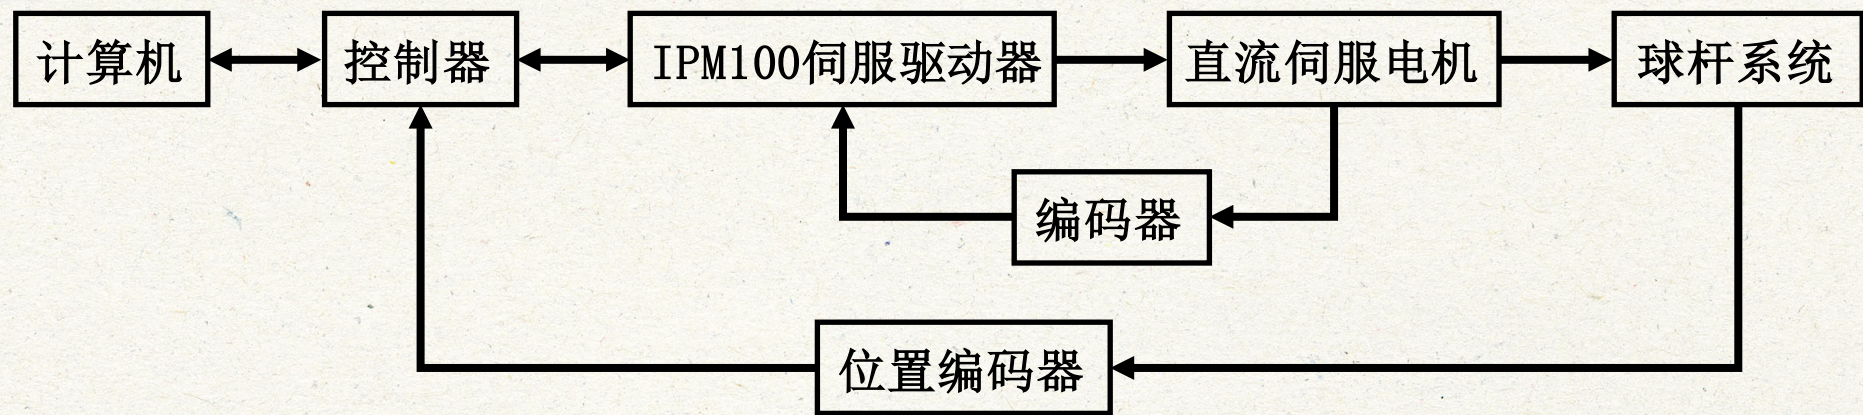 计算机
控制器
IPM100伺服驱动器
直流伺服电机
球杆系统
编码器
位置编码器